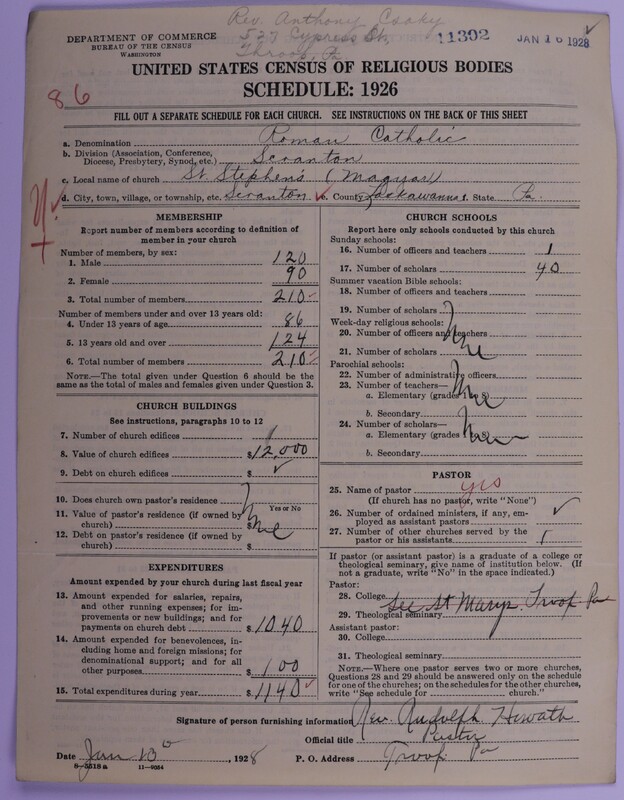 Rev. Anthony Csaky
527 Cypress St.
Throop, Pa
11392
JAN 16 1928
DEPARTMENT OF COMMERCE
BUREAU OF THE CENSUS
WASHINGTON
UNITED STATES CENSUS OF RELIGIOUS BODIES
SCHEDULE: 1926
86
FILL OUT A SEPARATE SCHEDULE FOR EACH CHURCH. SEE INSTRUCTIONS ON THE BACK OF THIS SHEET
a. Denomination Roman Catholic
b. Division (Association, Conference, Diocese, Presbytery, Synod, etc.) Scranton
c. Local name of church St Stephen's (Magyar)
d. City, town, village, or township, etc. Scranton e. County Lackawanna f. State Pa.
MEMBERSHIP
Report number of members according to definition of
member in your church
Number of members, by sex:
1. Male 120
2. Female 90
3. Total number of members 210
Number of members under and over 13 years old:
4. Under 13 years of age 86
5. 13 years old and over 124
6. Total number of members 210
NOTE.—The total given under Question 6 should be
the same as the total of males and females given under Question 3.
CHURCH BUILDINGS
See instructions, paragraphs 10 to 12
7. Number of church edifices 1
8. Value of church edifices $12,000
9. Debt on church edifices $
10. Does church own pastor's residence
Yes or No
11. Value of pastor's residence (if owned by
church) $
12. Debt on pastor's residence (if owned by
church) $
EXPENDITURES
Amount expended by your church during last fiscal year
13. Amount expended for salaries, repairs,
and other running expenses; for im-
provements or new buildings; and for
payments on church debt $1040
14. Amount expended for benevolences, in-
cluding home and foreign missions; for
denominational support; and for all
other purposes $100
15. Total expenditures during year $1140
CHURCH SCHOOLS
Report here only schools conducted by this church
Sunday schools:
16. Number of officers and teachers 1
17. Number of scholars 40
Summer vacation Bible schools:
18. Number of officers and teachers
19. Number of scholars
Week-day religious schools:
20. Number of officers and teachers
21. Number of scholars
Parochial schools:
22. Number of administrative officers
23. Number of teachers—
a. Elementary (grades 1 to 8)
b. Secondary
24. Number of scholars—
a. Elementary (grades 1 to 8)
b. Secondary
PASTOR
25. Name of pastor yes
(If church has no pastor, write "None")
26. Number of ordained ministers, if any, em-
ployed as assistant pastors
27. Number of other churches served by the
pastor or his assistants 1
If pastor (or assistant pastor) is a graduate of a college or
theological seminary, give name of institution below. (If
not a graduate, write "No" in the space indicated.)
Pastor:
28. College
See St Marys Troop Pa
29. Theological seminary
Assistant pastor:
30. College
31. Theological seminary
NOTE.—Where one pastor serves two or more churches,
Questions 28 and 29 should be answered only on the schedule
for one of the churches; on the schedules for the other churches,
write "See schedule for church."
Signature of person furnishing information Rev. Rudolph Horvath
Official title Pastor
Date Jan 13, 1928 P. O. Address Troop Pa
8—5518 a 11—9024